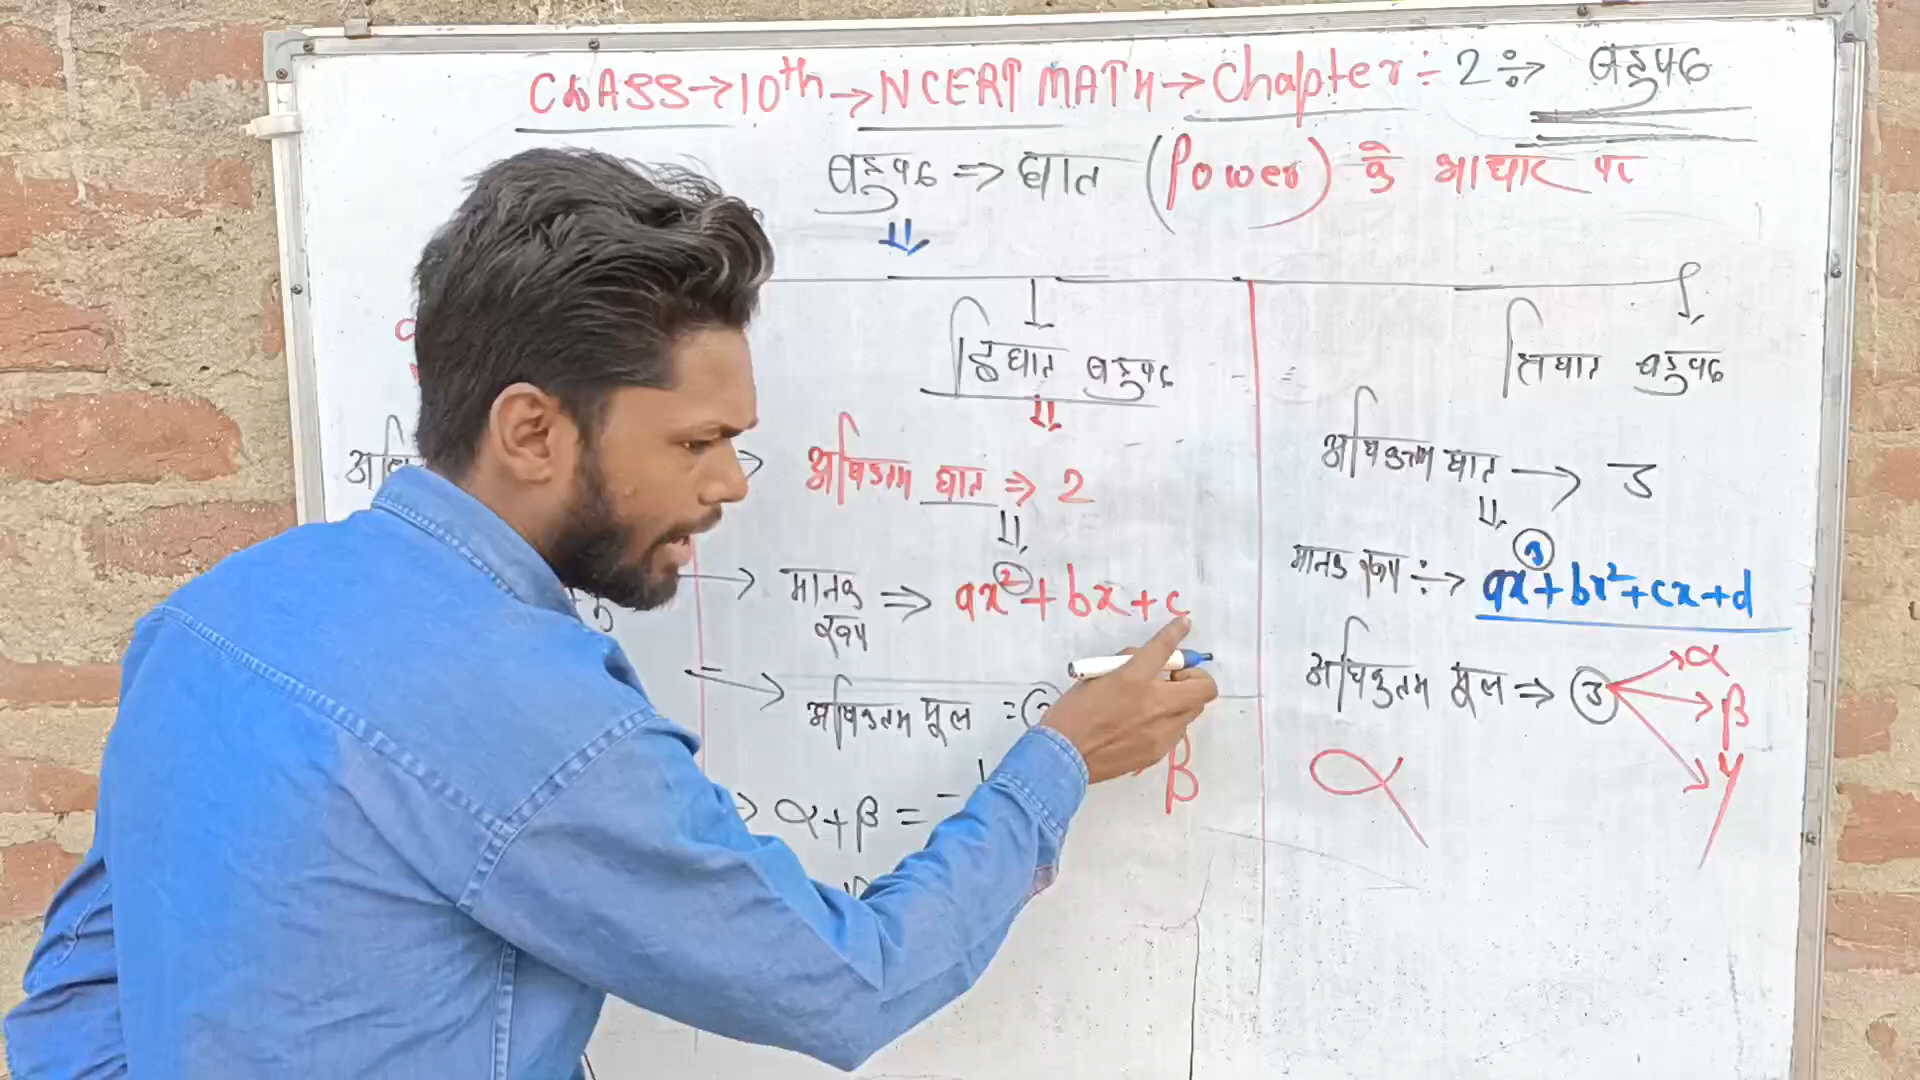 CLASS → 10th → NCERT MATH → Chapter ÷ 2 ÷→ बहुपद
बहुपद ⇒ घात (Power) के आधार पर
द्विघात बहुपद
त्रिघात बहुपद
अधिकतम घात ⇒ 2
अधिकतम घात → 3
मानक रूप ⇒ ax² + bx + c
मानक रूप ÷→ ax³ + bx² + cx + d
अधिकतम मूल =
अधिकतम मूल ⇒ 3
α
β
γ
β
α
α + β = -